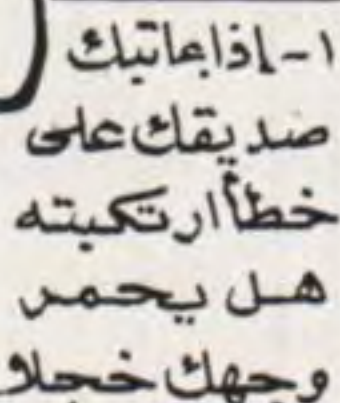 ١- إذا عاتبك
صديقك على
خطأ ارتكبته
هل يحمر
وجهك خجلا